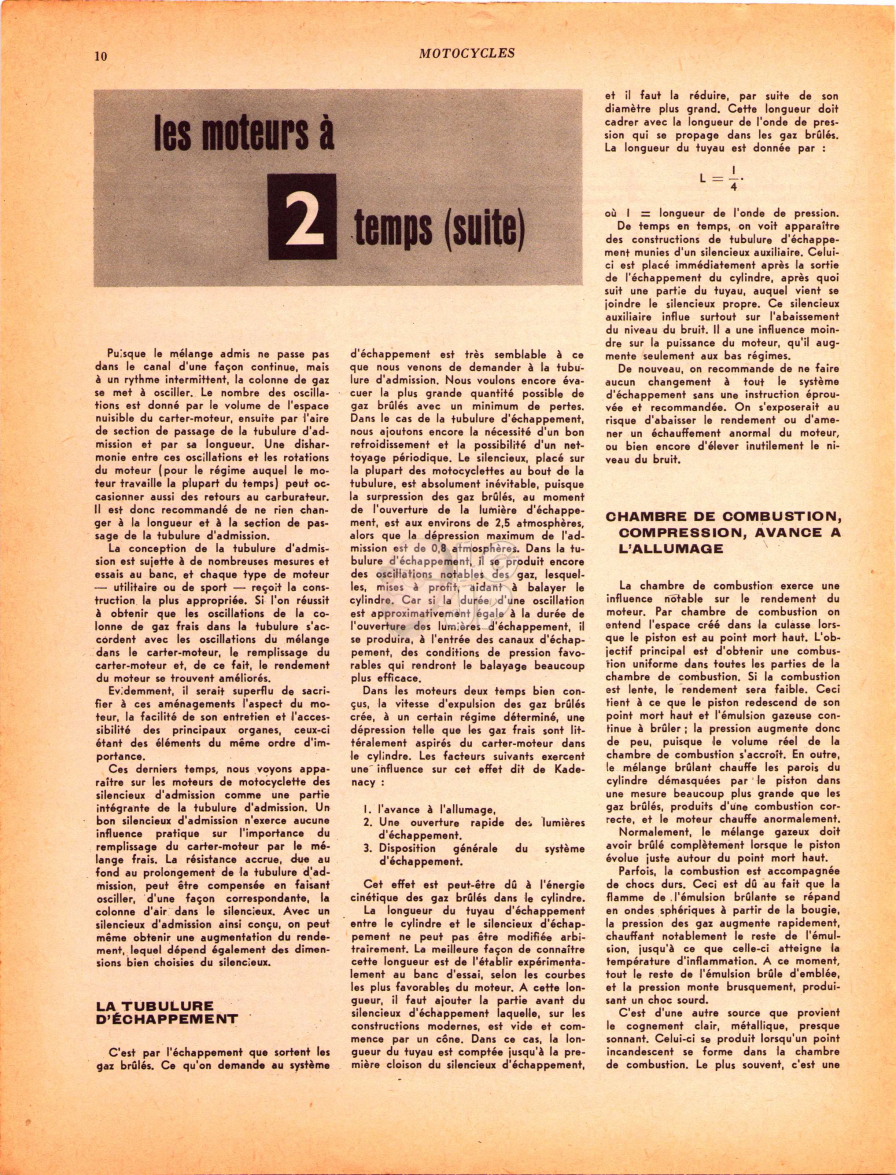 10
MOTOCYCLES
les moteurs à
2
temps (suite)
Puisque le mélange admis ne passe pas
dans le canal d'une façon continue, mais
à un rythme intermittent, la colonne de gaz
se met à osciller. Le nombre des oscilla-
tions est donné par le volume de l'espace
nuisible du carter-moteur, ensuite par l'aire
de section de passage de la tubulure d'ad-
mission et par sa longueur. Une dishar-
monie entre ces oscillations et les rotations
du moteur (pour le régime auquel le mo-
teur travaille la plupart du temps) peut oc-
casionner aussi des retours au carburateur.
Il est donc recommandé de ne rien chan-
ger à la longueur et à la section de pas-
sage de la tubulure d'admission.
La conception de la tubulure d'admis-
sion est sujette à de nombreuses mesures et
essais au banc, et chaque type de moteur
— utilitaire ou de sport — reçoit la cons-
truction la plus appropriée. Si l'on réussit
à obtenir que les oscillations de la co-
lonne de gaz frais dans la tubulure s'ac-
cordent avec les oscillations du mélange
dans le carter-moteur, le remplissage du
carter-moteur et, de ce fait, le rendement
du moteur se trouvent améliorés.
Evidemment, il serait superflu de sacri-
fier à ces aménagements l'aspect du mo-
teur, la facilité de son entretien et l'acces-
sibilité des principaux organes, ceux-ci
étant des éléments du même ordre d'im-
portance.
Ces derniers temps, nous voyons appa-
raître sur les moteurs de motocyclette des
silencieux d'admission comme une partie
intégrante de la tubulure d'admission. Un
bon silencieux d'admission n'exerce aucune
influence pratique sur l'importance du
remplissage du carter-moteur par le mé-
lange frais. La résistance accrue, due au
fond au prolongement de la tubulure d'ad-
mission, peut être compensée en faisant
osciller, d'une façon correspondante, la
colonne d'air dans le silencieux. Avec un
silencieux d'admission ainsi conçu, on peut
même obtenir une augmentation du rende-
ment, lequel dépend également des dimen-
sions bien choisies du silencieux.
LA TUBULURE
D'ÉCHAPPEMENT
C'est par l'échappement que sortent les
gaz brûlés. Ce qu'on demande au système
d'échappement est très semblable à ce
que nous venons de demander à la tubu-
lure d'admission. Nous voulons encore éva-
cuer la plus grande quantité possible de
gaz brûlés avec un minimum de pertes.
Dans le cas de la tubulure d'échappement,
nous ajoutons encore la nécessité d'un bon
refroidissement et la possibilité d'un net-
toyage périodique. Le silencieux, placé sur
la plupart des motocyclettes au bout de la
tubulure, est absolument inévitable, puisque
la surpression des gaz brûlés, au moment
de l'ouverture de la lumière d'échappe-
ment, est aux environs de 2,5 atmosphères,
alors que la dépression maximum de l'ad-
mission est de 0,8 atmosphères. Dans la tu-
bulure d'échappement, il se produit encore
des oscillations notables des gaz, lesquel-
les, mises à profit, aidant à balayer le
cylindre. Car si la durée d'une oscillation
est approximativement égale à la durée de
l'ouverture des lumières d'échappement, il
se produira, à l'entrée des canaux d'échap-
pement, des conditions de pression favo-
rables qui rendront le balayage beaucoup
plus efficace.
Dans les moteurs deux temps bien con-
çus, la vitesse d'expulsion des gaz brûlés
crée, à un certain régime déterminé, une
dépression telle que les gaz frais sont lit-
téralement aspirés du carter-moteur dans
le cylindre. Les facteurs suivants exercent
une influence sur cet effet dit de Kade-
nacy :
1. l'avance à l'allumage,
2. Une ouverture rapide des lumières
d'échappement.
3. Disposition générale du système
d'échappement.
Cet effet est peut-être dû à l'énergie
cinétique des gaz brûlés dans le cylindre.
La longueur du tuyau d'échappement
entre le cylindre et le silencieux d'échap-
pement ne peut pas être modifiée arbi-
trairement. La meilleure façon de connaître
cette longueur est de l'établir expérimenta-
lement au banc d'essai, selon les courbes
les plus favorables du moteur. A cette lon-
gueur, il faut ajouter la partie avant du
silencieux d'échappement laquelle, sur les
constructions modernes, est vide et com-
mence par un cône. Dans ce cas, la lon-
gueur du tuyau est comptée jusqu'à la pre-
mière cloison du silencieux d'échappement,
et il faut la réduire, par suite de son
diamètre plus grand. Cette longueur doit
cadrer avec la longueur de l'onde de pres-
sion qui se propage dans les gaz brûlés.
La longueur du tuyau est donnée par :
L = l/4.
où l = longueur de l'onde de pression.
De temps en temps, on voit apparaître
des constructions de tubulure d'échappe-
ment munies d'un silencieux auxiliaire. Celui-
ci est placé immédiatement après la sortie
de l'échappement du cylindre, après quoi
suit une partie du tuyau, auquel vient se
joindre le silencieux propre. Ce silencieux
auxiliaire influe surtout sur l'abaissement
du niveau du bruit. Il a une influence moin-
dre sur la puissance du moteur, qu'il aug-
mente seulement aux bas régimes.
De nouveau, on recommande de ne faire
aucun changement à tout le système
d'échappement sans une instruction éprou-
vée et recommandée. On s'exposerait au
risque d'abaisser le rendement ou d'ame-
ner un échauffement anormal du moteur,
ou bien encore d'élever inutilement le ni-
veau du bruit.
CHAMBRE DE COMBUSTION,
COMPRESSION, AVANCE A
L'ALLUMAGE
La chambre de combustion exerce une
influence notable sur le rendement du
moteur. Par chambre de combustion on
entend l'espace créé dans la culasse lors-
que le piston est au point mort haut. L'ob-
jectif principal est d'obtenir une combus-
tion uniforme dans toutes les parties de la
chambre de combustion. Si la combustion
est lente, le rendement sera faible. Ceci
tient à ce que le piston redescend de son
point mort haut et l'émulsion gazeuse con-
tinue à brûler ; la pression augmente donc
de peu, puisque le volume réel de la
chambre de combustion s'accroît. En outre,
le mélange brûlant chauffe les parois du
cylindre démasquées par le piston dans
une mesure beaucoup plus grande que les
gaz brûlés, produits d'une combustion cor-
recte, et le moteur chauffe anormalement.
Normalement, le mélange gazeux doit
avoir brûlé complètement lorsque le piston
évolue juste autour du point mort haut.
Parfois, la combustion est accompagnée
de chocs durs. Ceci est dû au fait que la
flamme de l'émulsion brûlante se répand
en ondes sphériques à partir de la bougie,
la pression des gaz augmente rapidement,
chauffant notablement le reste de l'émul-
sion, jusqu'à ce que celle-ci atteigne la
température d'inflammation. A ce moment,
tout le reste de l'émulsion brûle d'emblée,
et la pression monte brusquement, produi-
sant un choc sourd.
C'est d'une autre source que provient
le cognement clair, métallique, presque
sonnant. Celui-ci se produit lorsqu'un point
incandescent se forme dans la chambre
de combustion. Le plus souvent, c'est une